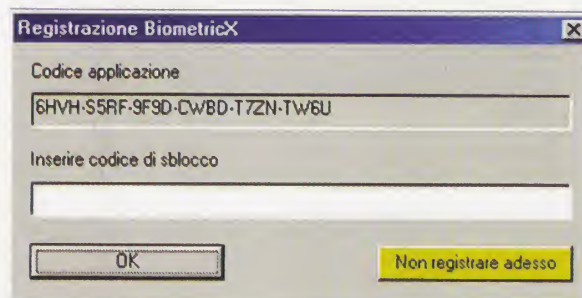 Registrazione BiometricX
Codice applicazione
6HVH-S5RF-9F9D-CWBD-T7ZN-TW6U
Inserire codice di sblocco
OK
Non registrare adesso